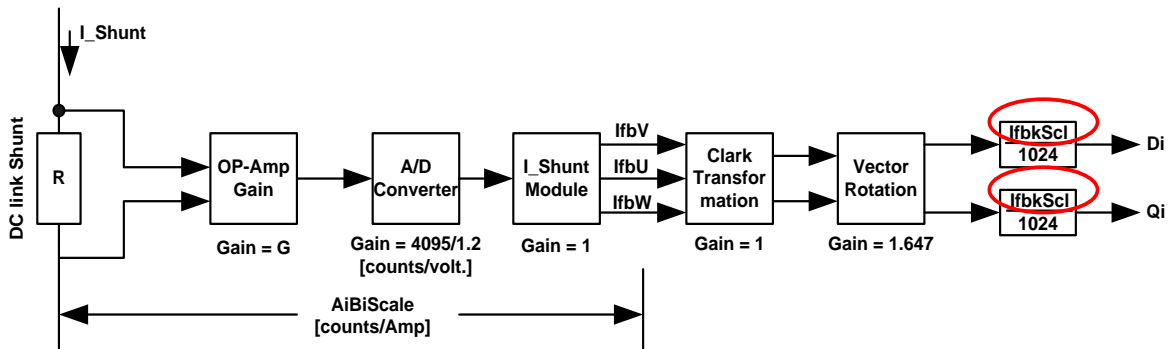 I_Shunt
DC link Shunt
R
OP-Amp
Gain
Gain = G
A/D
Converter
Gain = 4095/1.2
[counts/volt.]
I_Shunt
Module
Gain = 1
IfbV
IfbU
IfbW
Clark
Transfor
mation
Gain = 1
Vector
Rotation
Gain = 1.647
IfbkScl
1024
Di
IfbkScl
1024
Qi
AiBiScale
[counts/Amp]